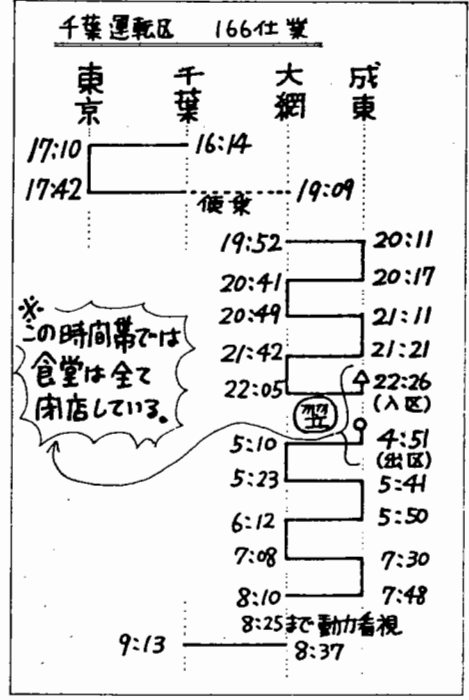 千葉運転区 166仕業
東京 千葉 大網 成東
17:10 16:14
17:42 便乗 19:09
19:52 20:11
20:41 20:17
20:49 21:11
21:42 21:21
22:05 22:26
(入区)
※
この時間帯では
食堂は全て
閉店している。
翌
5:10 4:51
(出区)
5:23 5:41
6:12 5:50
7:08 7:30
8:10 7:48
8:25まで動力看視
9:13 8:37